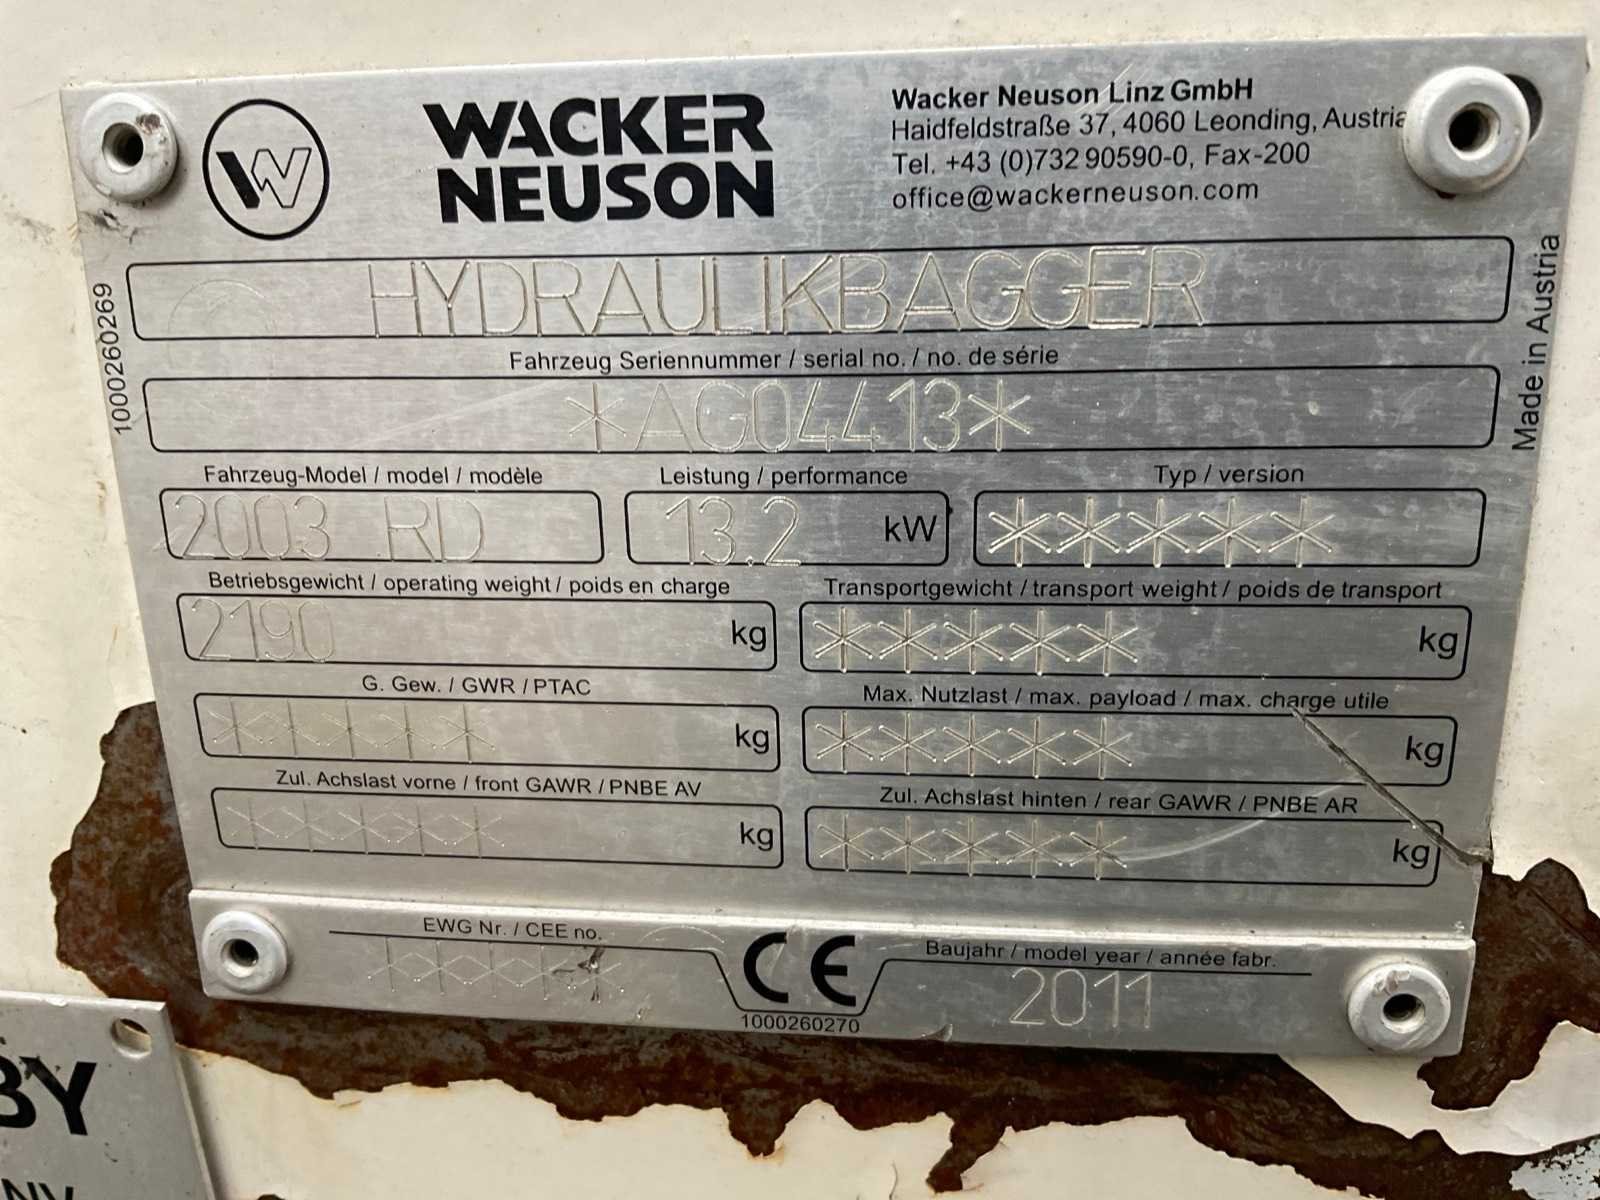 WACKER
NEUSON
Wacker Neuson Linz GmbH
Haidfeldstraße 37, 4060 Leonding, Austria
Tel. +43 (0)732 90590-0, Fax-200
office@wackerneuson.com
1000260269
HYDRAULIKBAGGER
Made in Austria
Fahrzeug Seriennummer / serial no. / no. de série
*AG04413*
Fahrzeug-Model / model / modèle
2003 RD
Leistung / performance
13.2 kW
Typ / version
*****
Betriebsgewicht / operating weight / poids en charge
2190 kg
Transportgewicht / transport weight / poids de transport
***** kg
G. Gew. / GWR / PTAC
***** kg
Max. Nutzlast / max. payload / max. charge utile
***** kg
Zul. Achslast vorne / front GAWR / PNBE AV
***** kg
Zul. Achslast hinten / rear GAWR / PNBE AR
***** kg
EWG Nr. / CEE no.
*****
CE
1000260270
Baujahr / model year / année fabr.
2011
BY